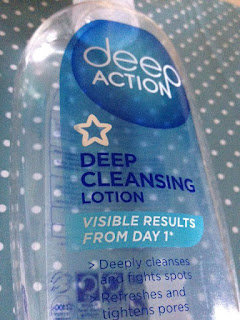 deep
ACTION
DEEP
CLEANSING
LOTION
VISIBLE RESULTS
FROM DAY 1*
> Deeply cleanses
and fights spots
> Refreshes and
tightens pores